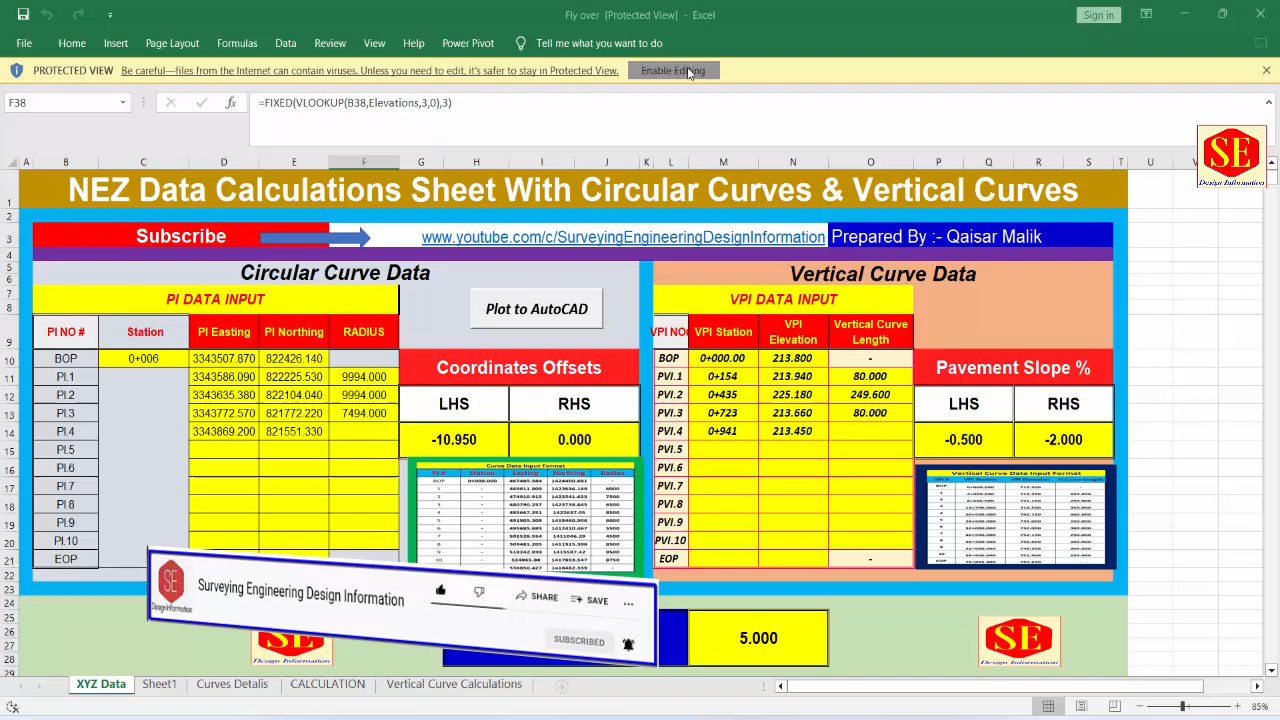 Fly over [Protected View] - Excel
Sign in
File Home Insert Page Layout Formulas Data Review View Help Power Pivot Tell me what you want to do
PROTECTED VIEW Be careful—files from the Internet can contain viruses. Unless you need to edit, it's safer to stay in Protected View. Enable Editing
F38 fx =FIXED(VLOOKUP(B38,Elevations,3,0),3)
A B C D E F G H I J K L M N O P Q R S T U
NEZ Data Calculations Sheet With Circular Curves & Vertical Curves
Subscribe www.youtube.com/c/SurveyingEngineeringDesignInformation Prepared By :- Qaisar Malik
Circular Curve Data Vertical Curve Data
PI DATA INPUT Plot to AutoCAD VPI DATA INPUT
PI NO # Station PI Easting PI Northing RADIUS VPI NO# VPI Station VPI Elevation Vertical Curve Length
Coordinates Offsets Pavement Slope %
LHS RHS LHS RHS
-10.950 0.000 -0.500 -2.000
BOP 0+006 3343507.870 822426.140 BOP 0+000.00 213.800 -
PI.1 3343586.090 822225.530 9994.000 PVI.1 0+154 213.940 80.000
PI.2 3343635.380 822104.040 9994.000 PVI.2 0+435 225.180 249.600
PI.3 3343772.570 821772.220 7494.000 PVI.3 0+723 213.660 80.000
PI.4 3343869.200 821551.330 PVI.4 0+941 213.450
PI.5 PVI.5
PI.6 PVI.6
PI.7 PVI.7
PI.8 PVI.8
PI.9 PVI.9
PI.10 PVI.10
EOP EOP -
Curve Data Input Format
Vertical Curve Data Input Format
SE
Design Information
Surveying Engineering Design Information
SHARE SAVE
SUBSCRIBED
5.000
SE
Design Information
SE
Design Information
XYZ Data Sheet1 Curves Detalis CALCULATION Vertical Curve Calculations
85%